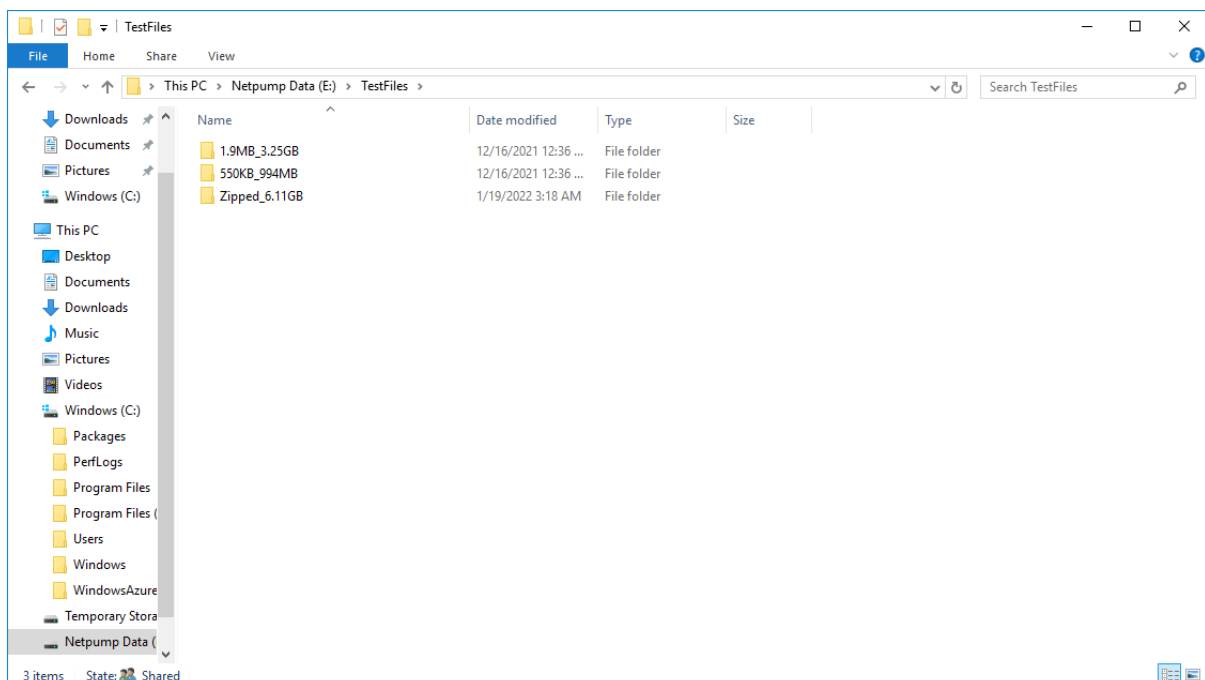 TestFiles
File Home Share View
This PC > Netpump Data (E:) > TestFiles >
Search TestFiles
Name Date modified Type Size
1.9MB_3.25GB 12/16/2021 12:36 ... File folder
550KB_994MB 12/16/2021 12:36 ... File folder
Zipped_6.11GB 1/19/2022 3:18 AM File folder
Downloads
Documents
Pictures
Windows (C:)
This PC
Desktop
Documents
Downloads
Music
Pictures
Videos
Windows (C:)
Packages
PerfLogs
Program Files
Program Files (
Users
Windows
WindowsAzure
Temporary Stora
Netpump Data (
3 items State: Shared